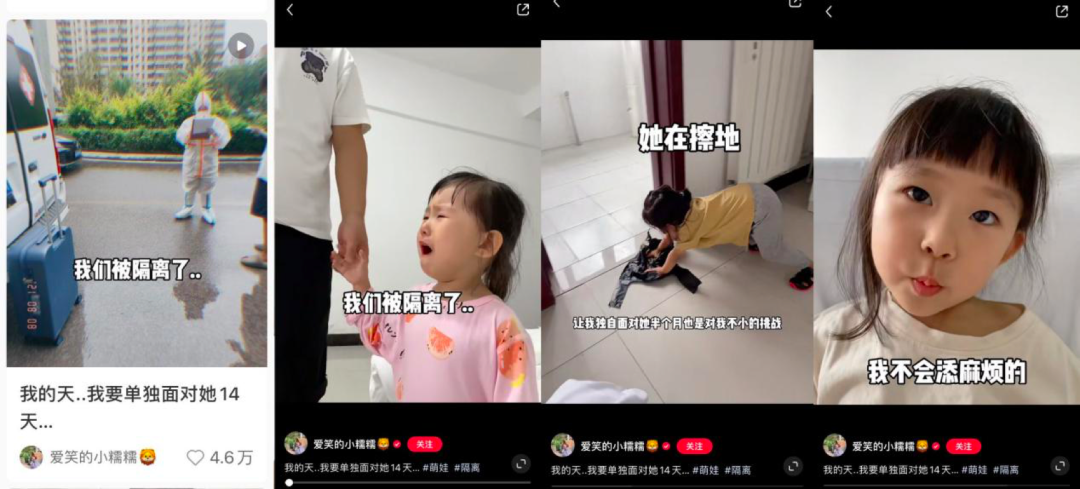 我们被隔离了..
我的天..我要单独面对她14
天...
爱笑的小糯糯🦁
4.6万
我们被隔离了..
爱笑的小糯糯🦁
关注
我的天..我要单独面对她14天... #萌娃 #隔离
她在擦地
让我独自面对她半个月也是对我不小的挑战
爱笑的小糯糯🦁
关注
我的天..我要单独面对她14天... #萌娃 #隔离
我不会添麻烦的
爱笑的小糯糯🦁
关注
我的天..我要单独面对她14天... #萌娃 #隔离